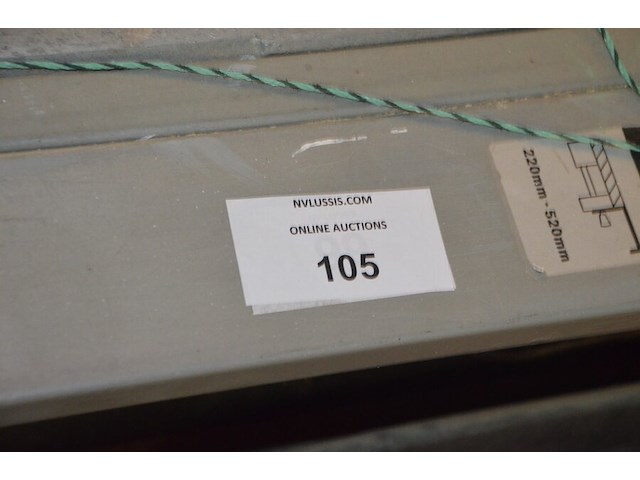 NVLUSSIS.COM
ONLINE AUCTIONS
105
220mm - 520mm